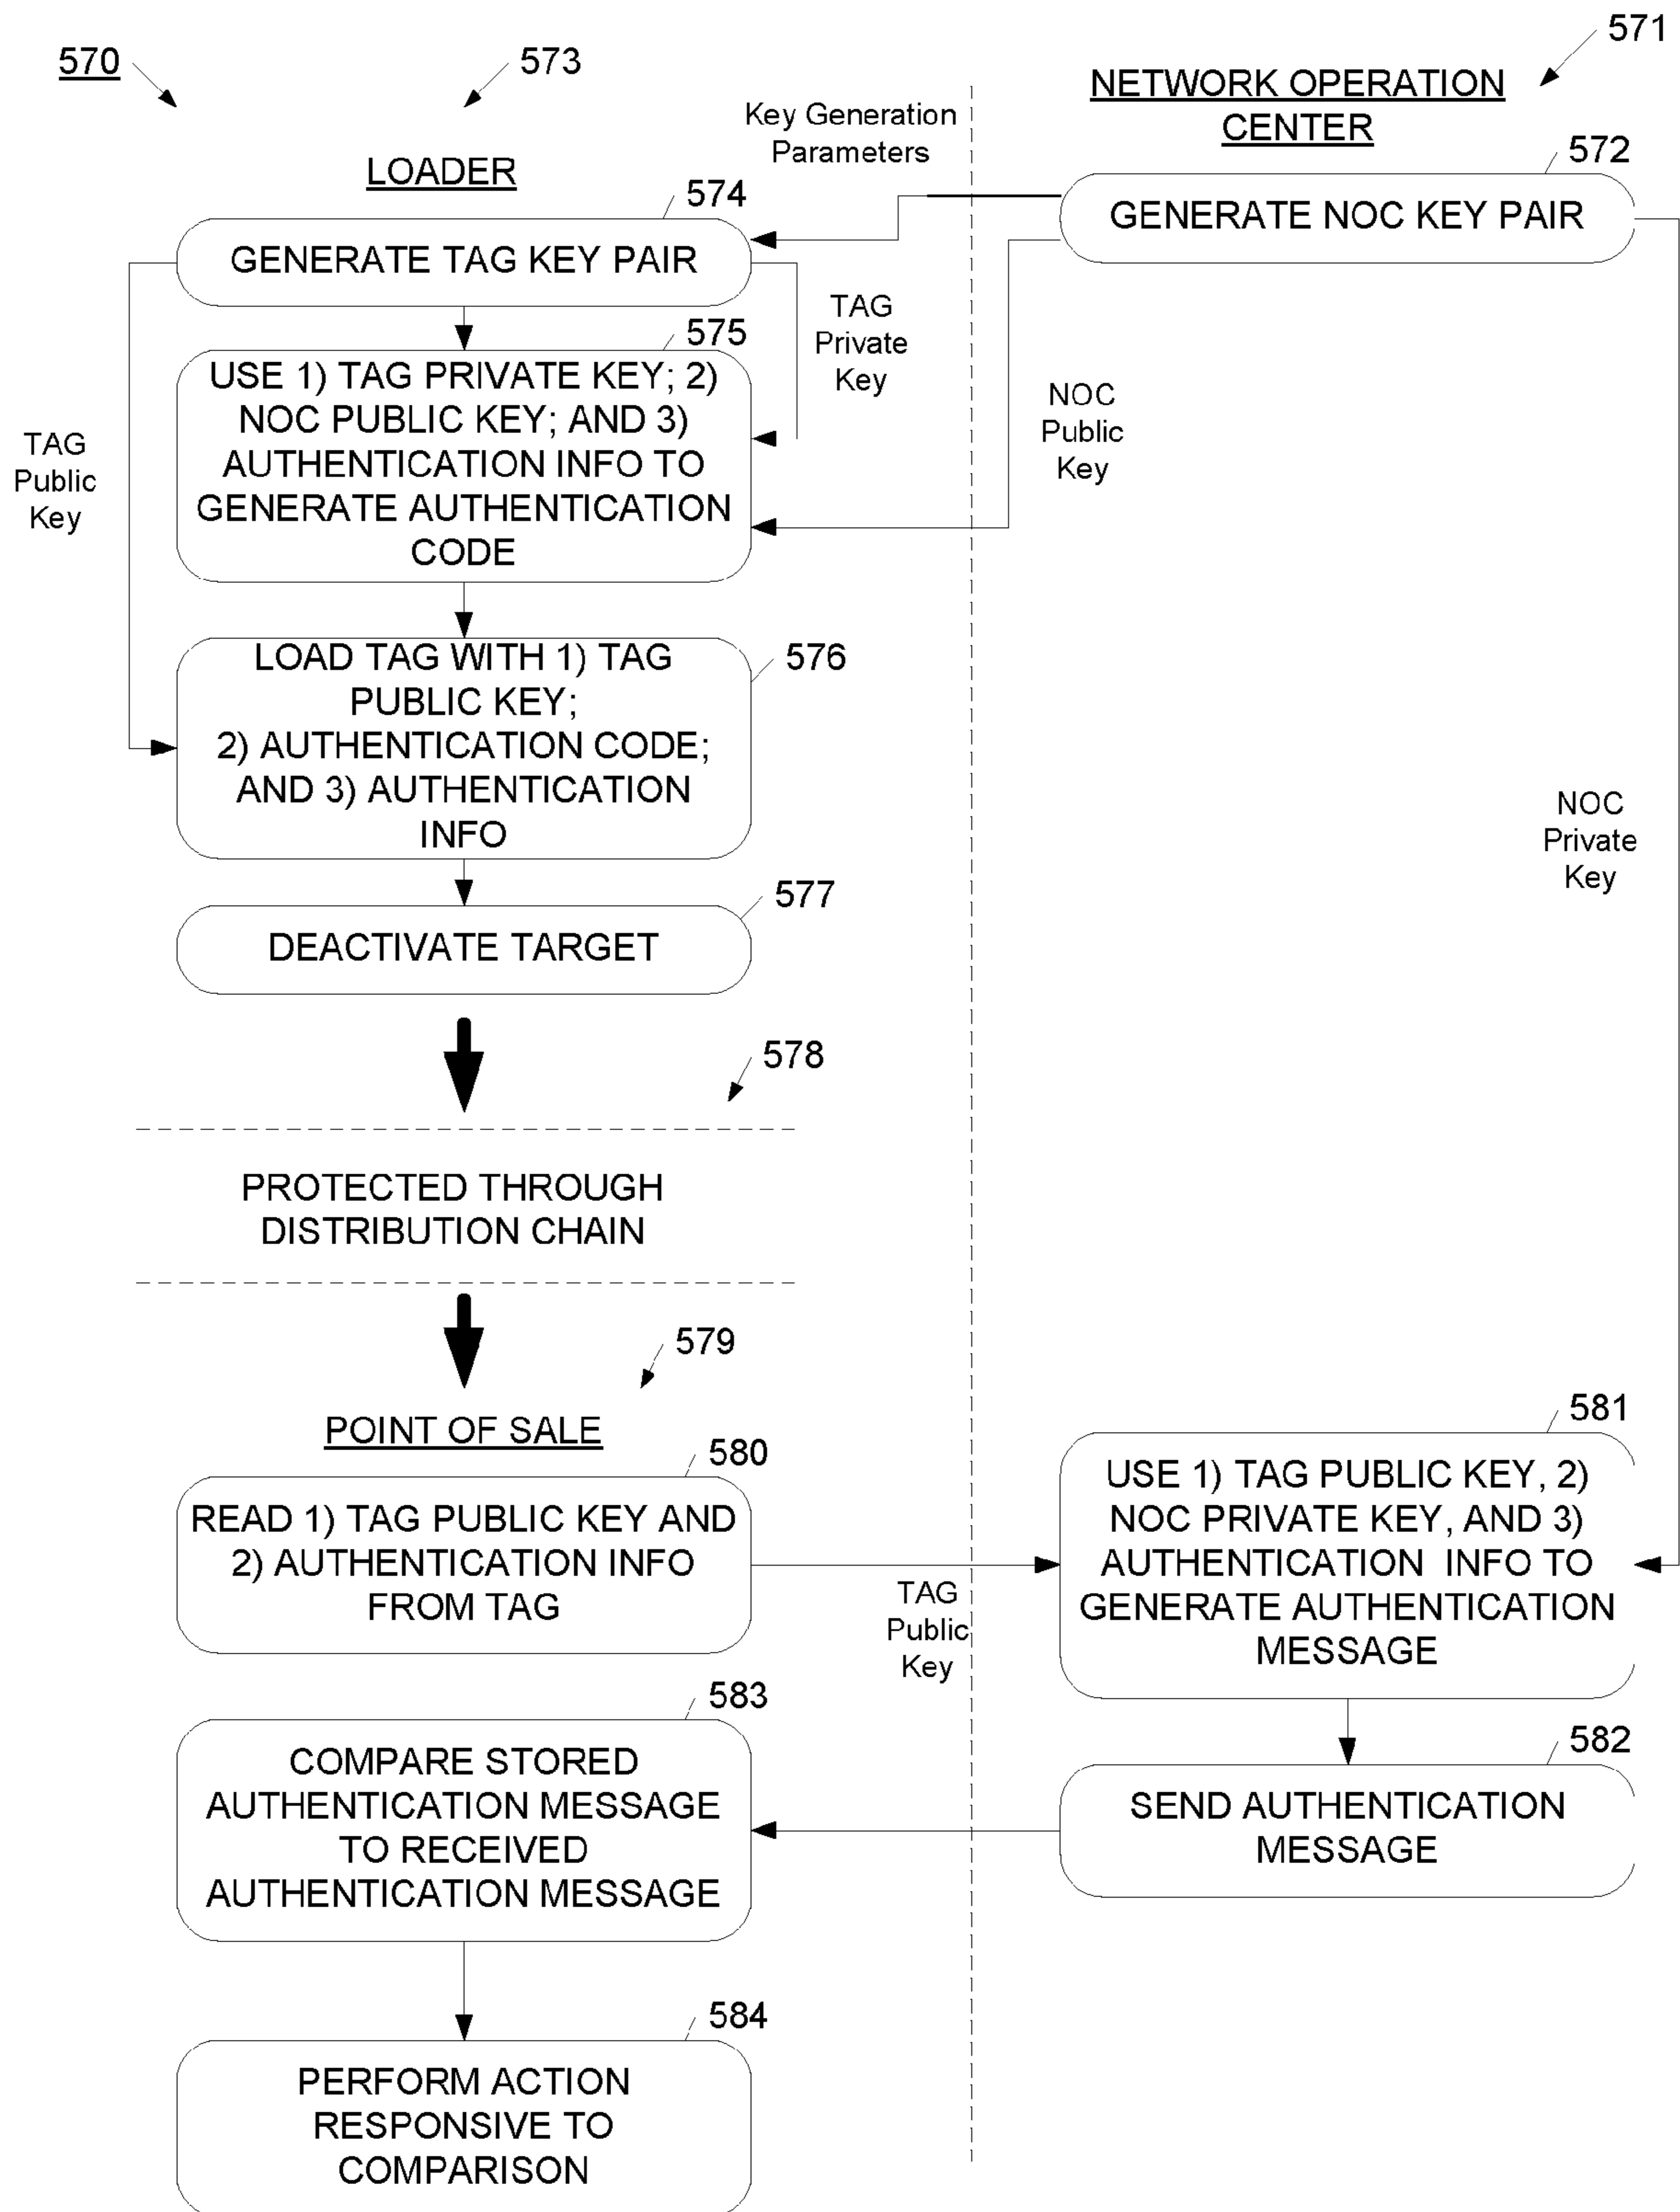 571
570
573
NETWORK OPERATION
CENTER
Key Generation
Parameters
572
LOADER
574
GENERATE NOC KEY PAIR
GENERATE TAG KEY PAIR
TAG
Private
Key
575
USE 1) TAG PRIVATE KEY; 2)
NOC PUBLIC KEY; AND 3)
AUTHENTICATION INFO TO
GENERATE AUTHENTICATION
CODE
NOC
Public
Key
TAG
Public
Key
576
LOAD TAG WITH 1) TAG
PUBLIC KEY;
2) AUTHENTICATION CODE;
AND 3) AUTHENTICATION
INFO
NOC
Private
Key
577
DEACTIVATE TARGET
578
PROTECTED THROUGH
DISTRIBUTION CHAIN
579
POINT OF SALE
580
READ 1) TAG PUBLIC KEY AND
2) AUTHENTICATION INFO
FROM TAG
TAG
Public
Key
581
USE 1) TAG PUBLIC KEY, 2)
NOC PRIVATE KEY, AND 3)
AUTHENTICATION INFO TO
GENERATE AUTHENTICATION
MESSAGE
582
SEND AUTHENTICATION
MESSAGE
583
COMPARE STORED
AUTHENTICATION MESSAGE
TO RECEIVED
AUTHENTICATION MESSAGE
584
PERFORM ACTION
RESPONSIVE TO
COMPARISON